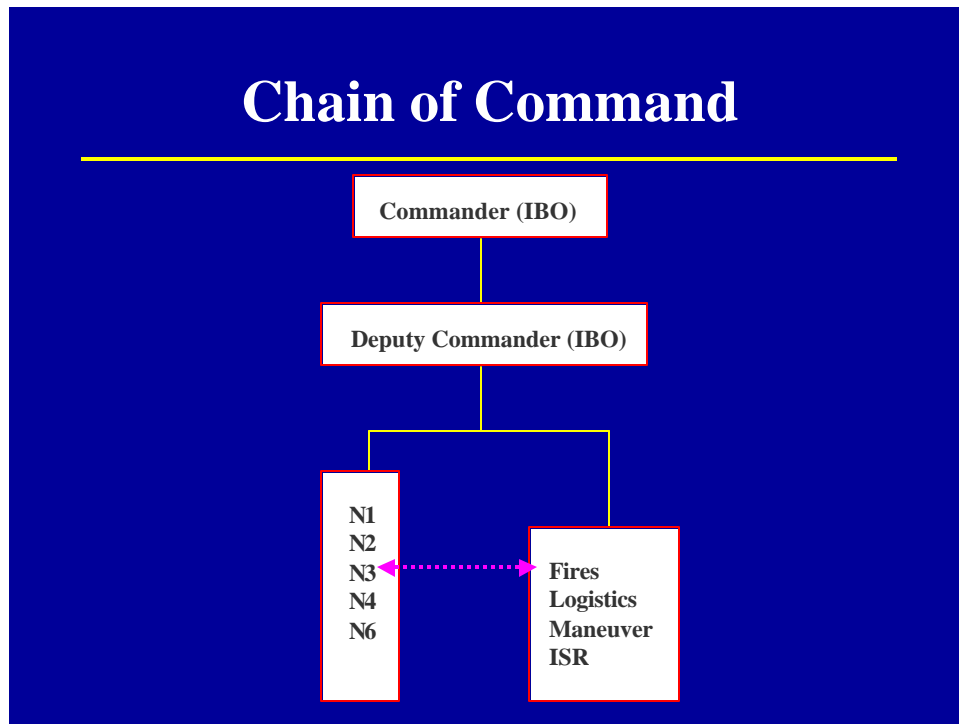 Chain of Command
Commander (IBO)
Deputy Commander (IBO)
N1
N2
N3
N4
N6
Fires
Logistics
Maneuver
ISR